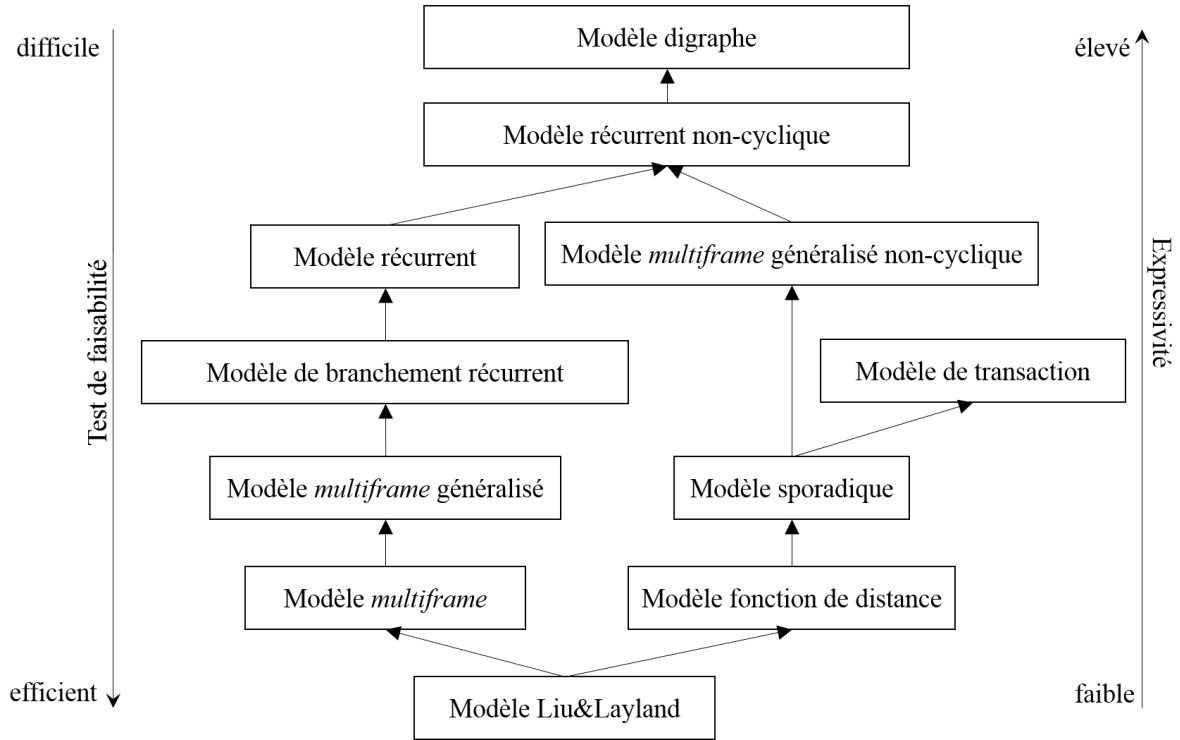 difficile
Modèle digraphe
élevé
Modèle récurrent non-cyclique
Modèle récurrent
Modèle multiframe généralisé non-cyclique
Test de faisabilité
Expressivité
Modèle de branchement récurrent
Modèle de transaction
Modèle multiframe généralisé
Modèle sporadique
Modèle multiframe
Modèle fonction de distance
efficient
Modèle Liu&Layland
faible